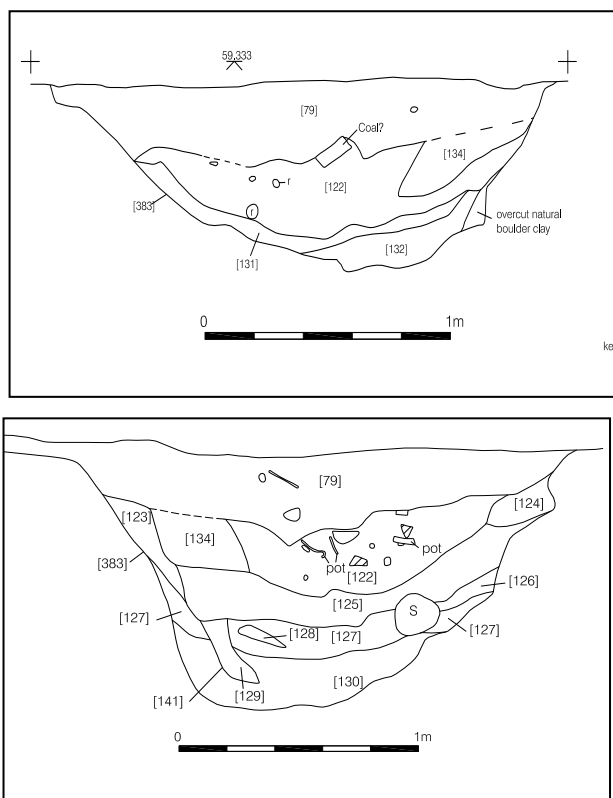 59.333
[79]
Coal?
[134]
r
[122]
[383]
r
overcut natural
boulder clay
[131]
[132]
0 1m
ke
[79]
[124]
[123]
[134]
pot
pot
[383]
[122]
[126]
[125]
S
[127]
[128]
[127]
[127]
[141]
[129]
[130]
0 1m